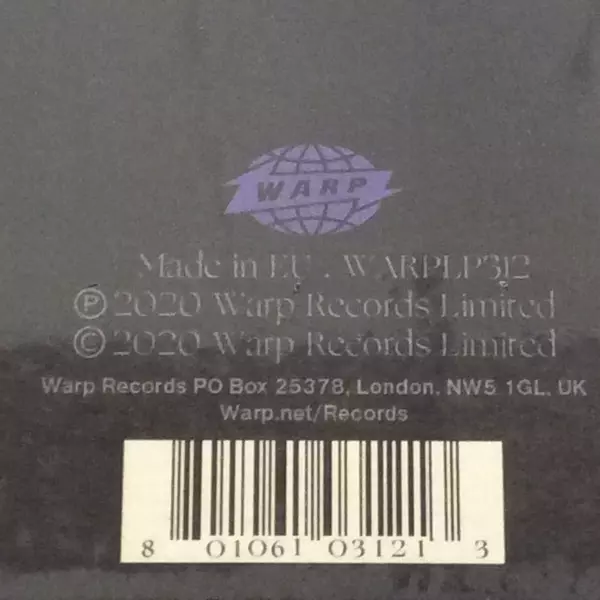 WARP
Made in EU . WARPLP312
℗ 2020 Warp Records Limited
© 2020 Warp Records Limited
Warp Records PO Box 25378, London, NW5 1GL, UK
Warp.net/Records
8 01061 03121 3